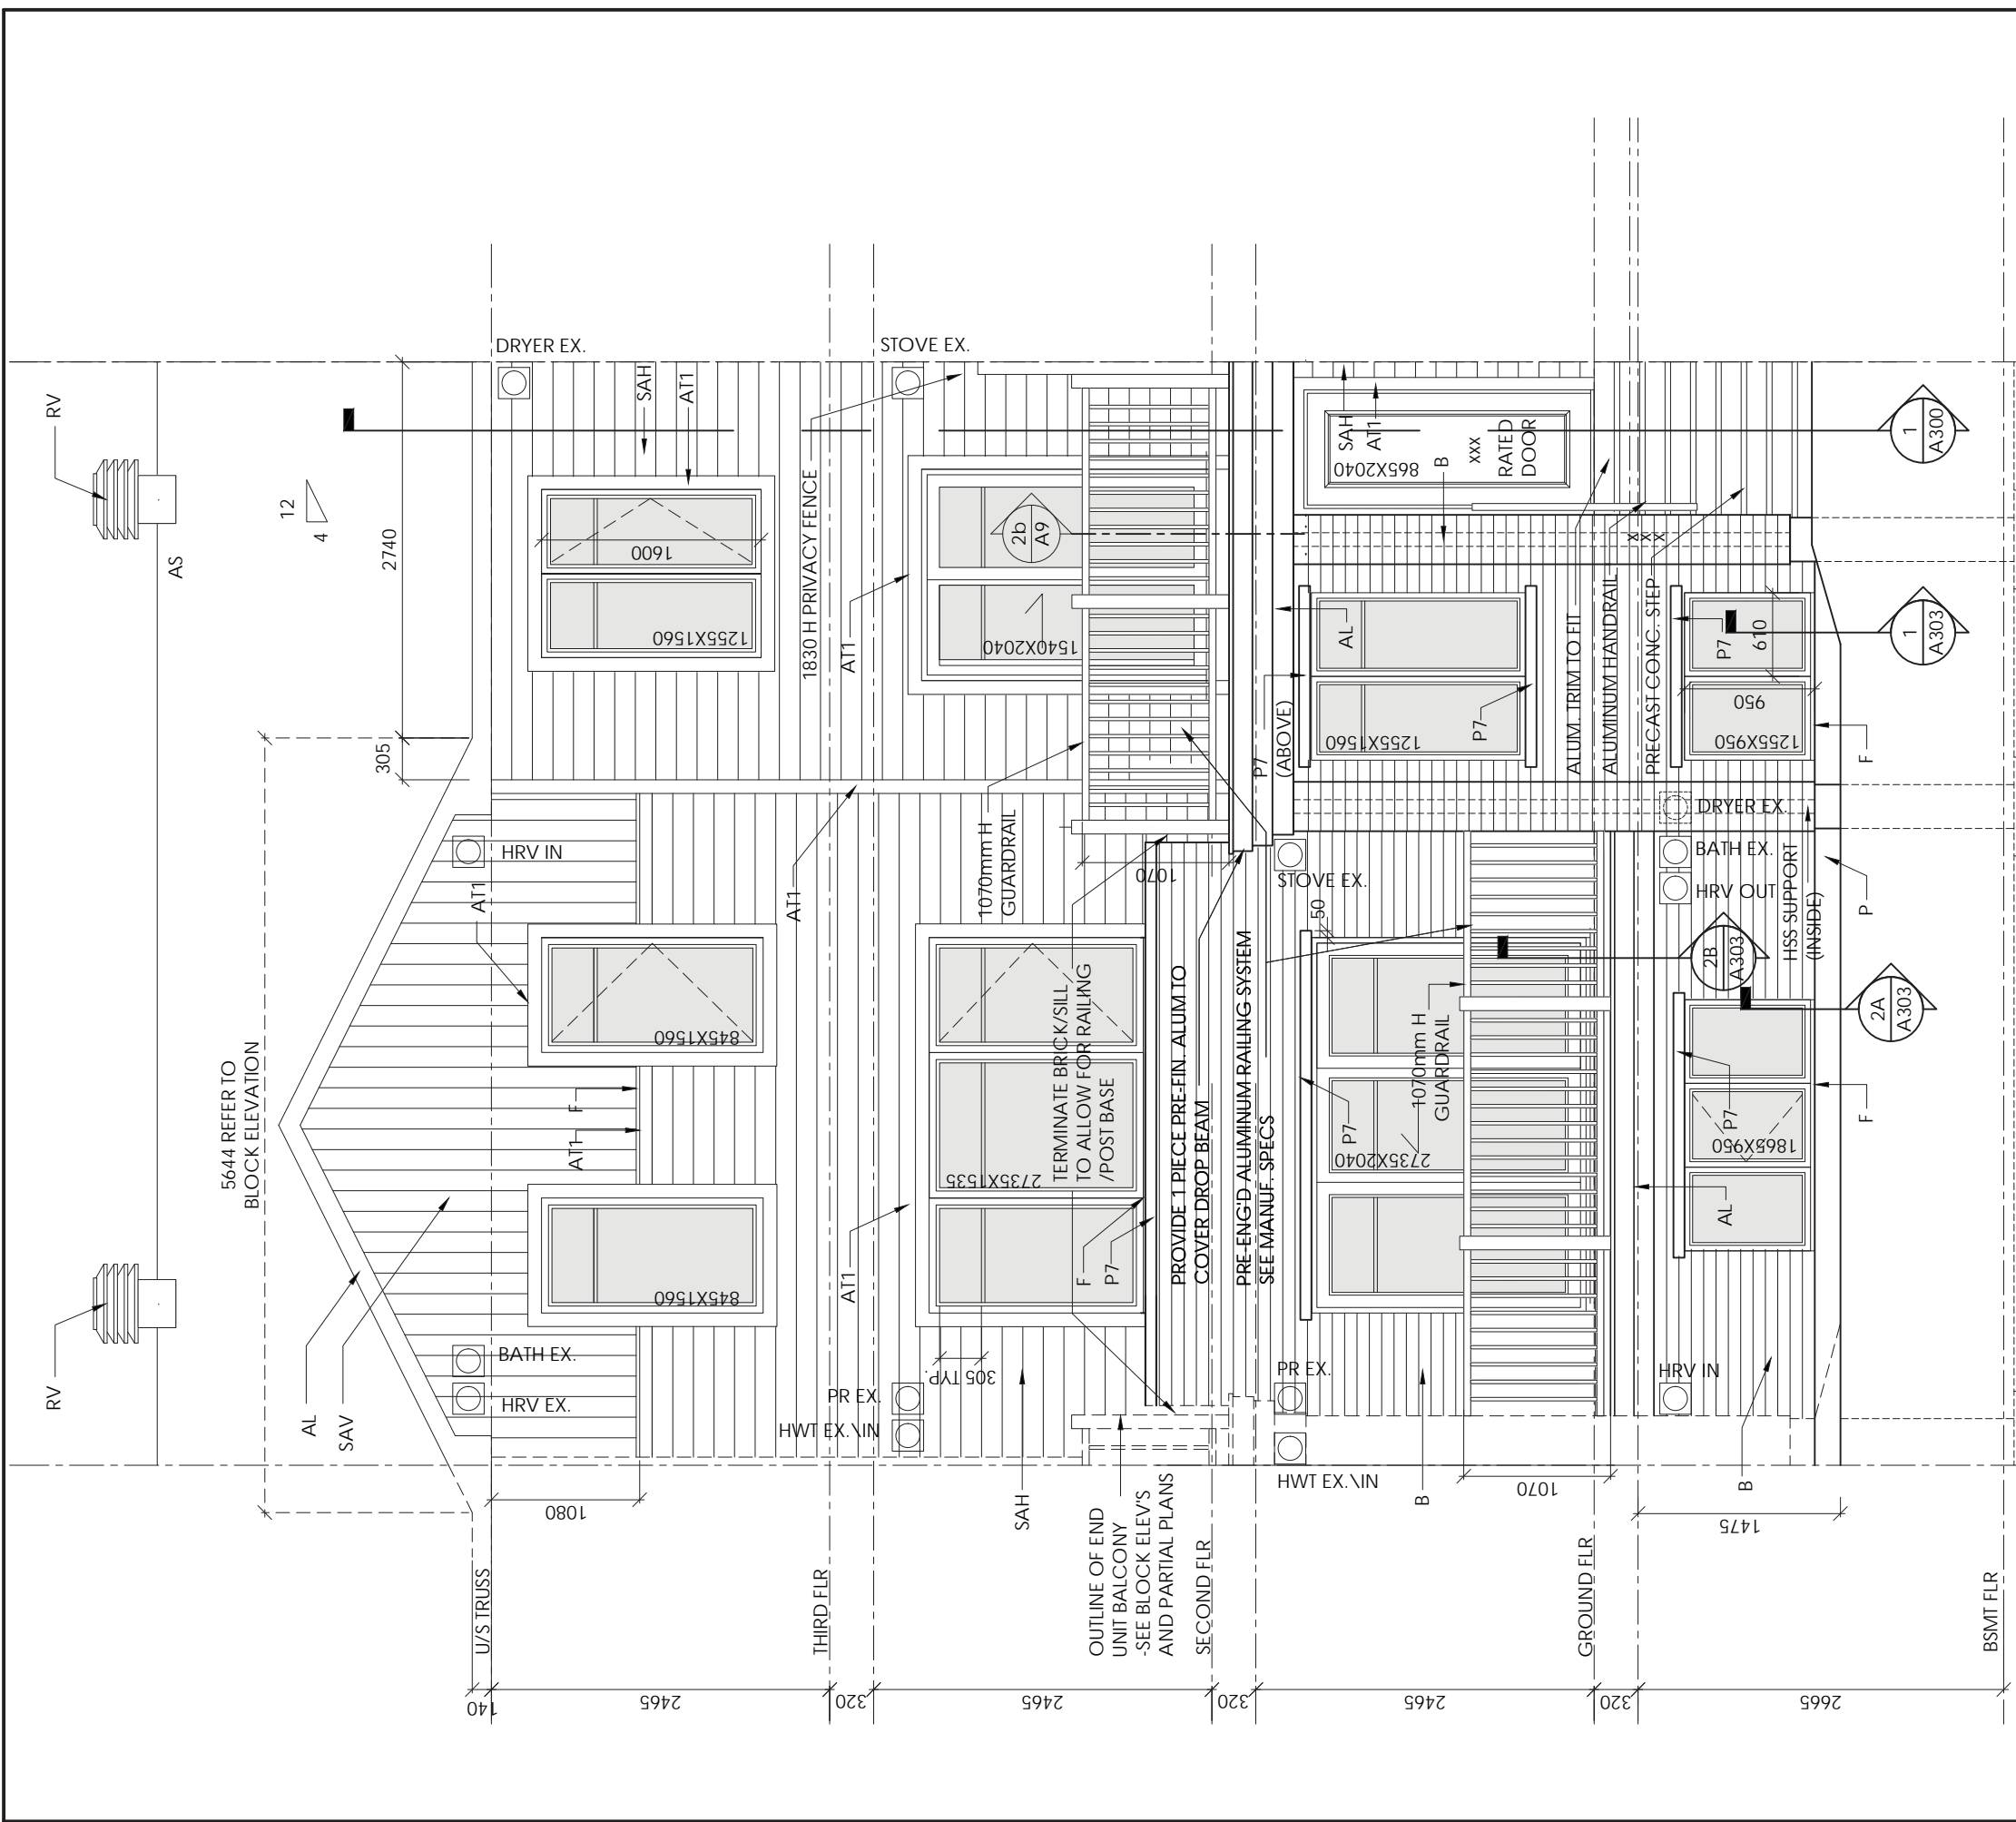 RV
RV
AS
12
4
5644 REFER TO
BLOCK ELEVATION
2740
305
AL
SAV
HRV IN
BATH EX.
HRV EX.
DRYER EX.
AT1
SAH
AT1
F
AT1
845X1560
845X1560
1255X1560
1600
1080
U/S TRUSS
140
2465
THIRD FLR
320
AT1
1830 H PRIVACY FENCE
STOVE EX.
HWT EX.\IN
PR EX.
AT1
AT1
2735X1535
1540X2040
2b
A9
305 TYP.
SAH
1070mm H
GUARDRAIL
TERMINATE BRICK/SILL
TO ALLOW FOR RAILING
/POST BASE
1070
F
P7
OUTLINE OF END
UNIT BALCONY
-SEE BLOCK ELEV'S
AND PARTIAL PLANS
2465
SECOND FLR
320
PROVIDE 1 PIECE PRE-FIN. ALUM TO
COVER DROP BEAM
PRE-ENG'D ALUMINUM RAILING SYSTEM
SEE MANUF. SPECS
P7
(ABOVE)
AL
STOVE EX.
PR EX.
HWT EX.\IN
50
P7
2735X2040
1070mm H
GUARDRAIL
B
1070
1255X1560
P7
SAH
AT1
865X2040
B
xxx
RATED
DOOR
2465
GROUND FLR
320
ALUM. TRIM TO FIT
ALUMINUM HANDRAIL
PRECAST CONC. STEP
x
x
x
HRV IN
DRYER EX.
BATH EX.
HRV OUT
HSS SUPPORT
(INSIDE)
AL
P7
1865X950
P7
610
950
1255X950
2B
A303
2A
A303
1
A303
1
A300
B
F
P
F
1475
2665
BSMT FLR